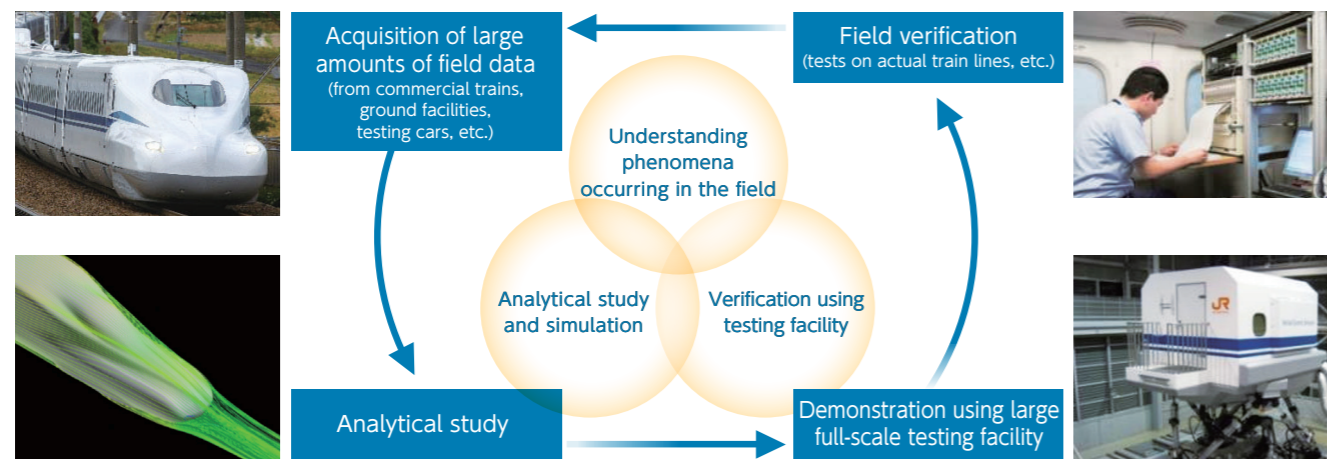 Acquisition of large
amounts of field data
(from commercial trains,
ground facilities,
testing cars, etc.)
Field verification
(tests on actual train lines, etc.)
Understanding
phenomena
occurring in the field
Analytical study
and simulation
Verification using
testing facility
JR
Analytical study
Demonstration using large
full-scale testing facility